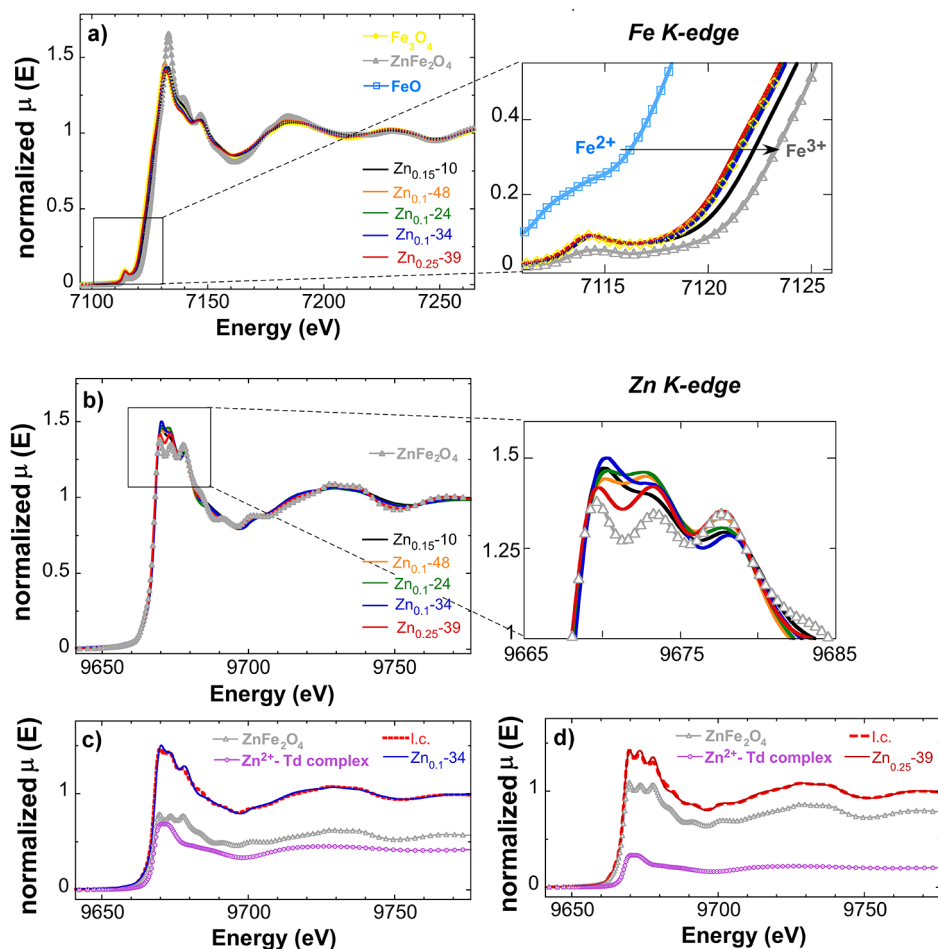 Fe K-edge
a)
Fe₃O₄
ZnFe₂O₄
FeO
Zn₀.₁₅-10
Zn₀.₁-48
Zn₀.₁-24
Zn₀.₁-34
Zn₀.₂₅-39
normalized μ (E)
1.5
1
0.5
0
7100
7150
7200
7250
Energy (eV)
0.4
0.2
0
Fe²⁺
Fe³⁺
7115
7120
7125
Zn K-edge
b)
ZnFe₂O₄
Zn₀.₁₅-10
Zn₀.₁-48
Zn₀.₁-24
Zn₀.₁-34
Zn₀.₂₅-39
normalized μ (E)
1.5
1
0.5
0
9650
9700
9750
Energy (eV)
1.5
1.25
1
9665
9675
9685
c)
ZnFe₂O₄
l.c.
Zn²⁺- Td complex
Zn₀.₁-34
normalized μ (E)
1
0
9650
9700
9750
Energy (eV)
d)
ZnFe₂O₄
l.c.
Zn²⁺- Td complex
Zn₀.₂₅-39
normalized μ (E)
1
0
9650
9700
9750
Energy (eV)